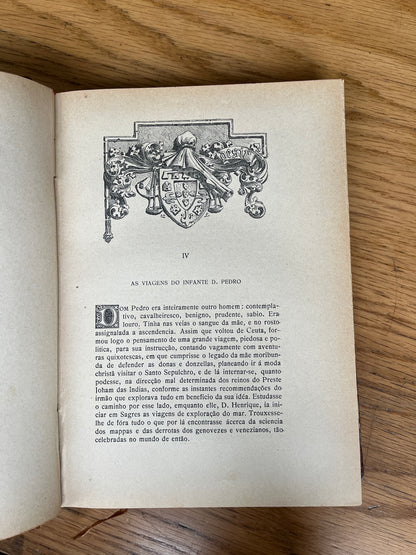 IV
AS VIAGENS DO INFANTE D. PEDRO
DOM Pedro era inteiramente outro homem: contempla-
tivo, cavalheiresco, benigno, prudente, sabio. Era
louro. Tinha nas veias o sangue da mãe, e no rosto
assignalada a ascendencia. Assim que voltou de Ceuta, for-
mou logo o pensamento de uma grande viagem, piedosa e
politica, para sua instrucção, contando vagamente com aventu-
ras quixotescas, em que cumprisse o legado da mãe moribun-
da de defender as donas e donzellas, planeando ir á moda
christã visitar o Santo Sepulchro, e de lá internar-se, quanto
podesse, na direcção mal determinada dos reinos do Preste
Ioham das Indias, conforme as instantes recommendações do
irmão que explorava tudo em beneficio da sua idéa. Estudasse
o caminho por esse lado, emquanto elle, D. Henrique, ia ini-
ciar em Sagres as viagens de exploração do mar. Trouxesse-
lhe de fóra tudo o que por lá encontrasse ácerca da sciencia
dos mappas e das derrotas dos genovezes e venezianos, tão
celebradas no mundo de então.